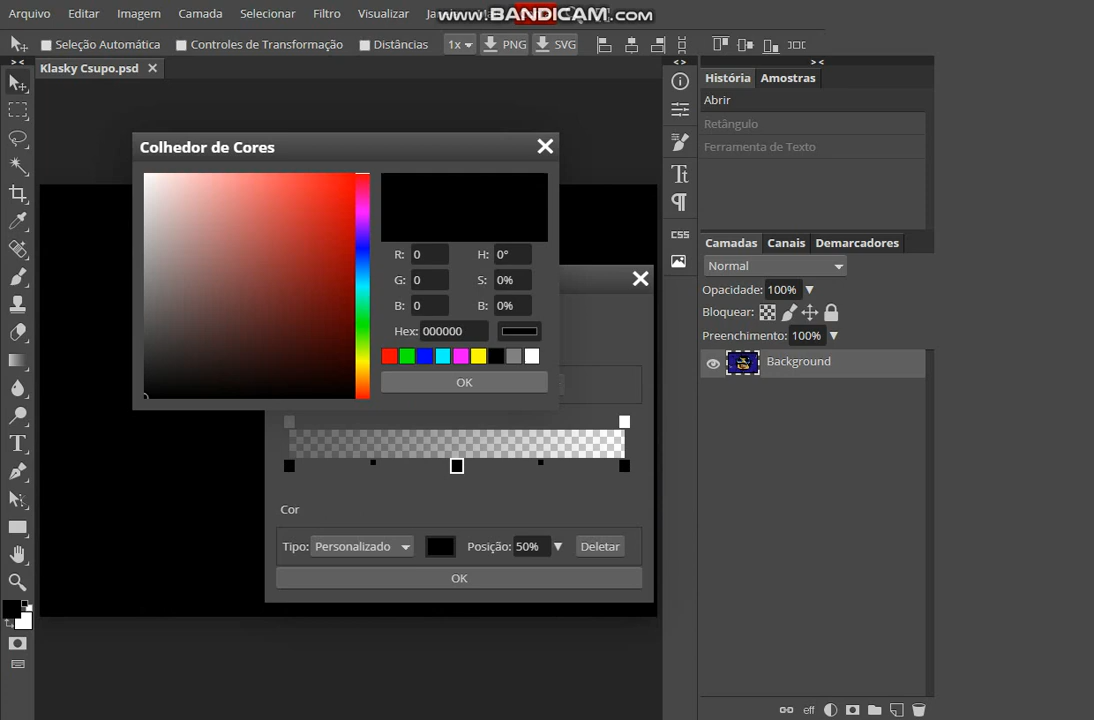 Arquivo Editar Imagem Camada Selecionar Filtro Visualizar
www.BANDICAM.com
Seleção Automática Controles de Transformação Distâncias 1x PNG SVG
Klasky Csupo.psd
História Amostras
Abrir
Retângulo
Ferramenta de Texto
CSS
Colhedor de Cores
R: 0 H: 0°
G: 0 S: 0%
B: 0 B: 0%
Hex: 000000
OK
Camadas Canais Demarcadores
Normal
Opacidade: 100%
Bloquear:
Preenchimento: 100%
Background
Cor
Tipo: Personalizado Posição: 50% Deletar
OK
eff